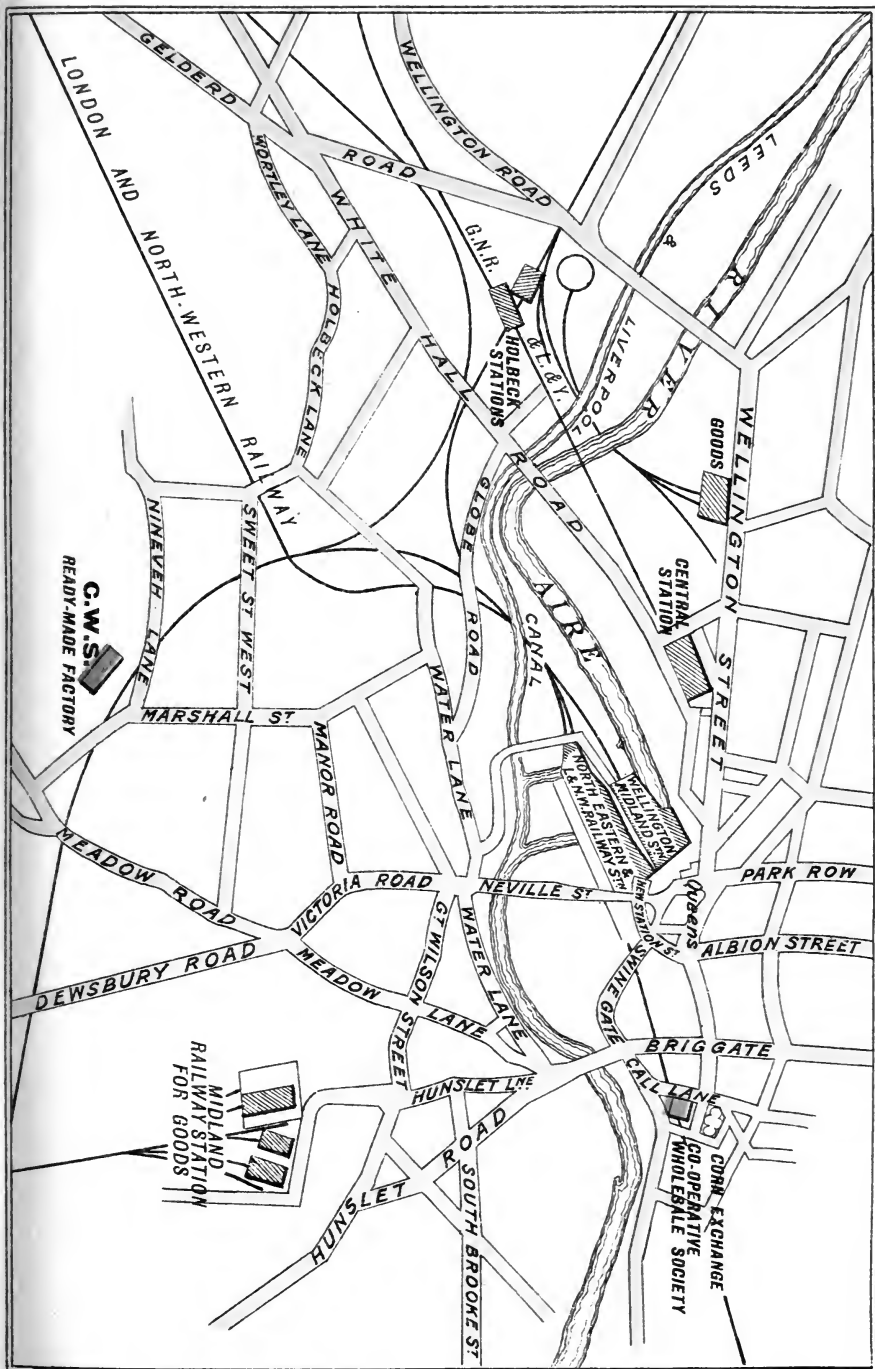 GELDERD
ROAD
WELLINGTON ROAD
LEEDS
&
LIVERPOOL
CANAL
RIVER
AIRE
LONDON AND NORTH-WESTERN RAILWAY
WORTLEY LANE
WHITE HALL ROAD
G.N.R.
& L. & Y.
HOLBECK
STATIONS
HOLBECK LANE
WELLINGTON STREET
GOODS
CENTRAL
STATION
GLOBE ROAD
NINEVEH LANE
SWEET ST WEST
C.W.S.
READY-MADE FACTORY
MARSHALL ST
MANOR ROAD
WATER LANE
WELLINGTON
MIDLAND STN
NORTH EASTERN &
L&N.W. RAILWAY STN
NEW STATION ST
Queens
PARK ROW
ALBION STREET
NEVILLE ST
VICTORIA ROAD
MEADOW ROAD
DEWSBURY ROAD
MEADOW LANE
GT WILSON STREET
WATER LANE
SWINE GATE
BRIGGATE
CALL LANE
CORN EXCHANGE
CO-OPERATIVE
WHOLEBALE SOCIETY
HUNSLET LNE
HUNSLET ROAD
SOUTH BROOKE ST
MIDLAND
RAILWAY STATION
FOR GOODS